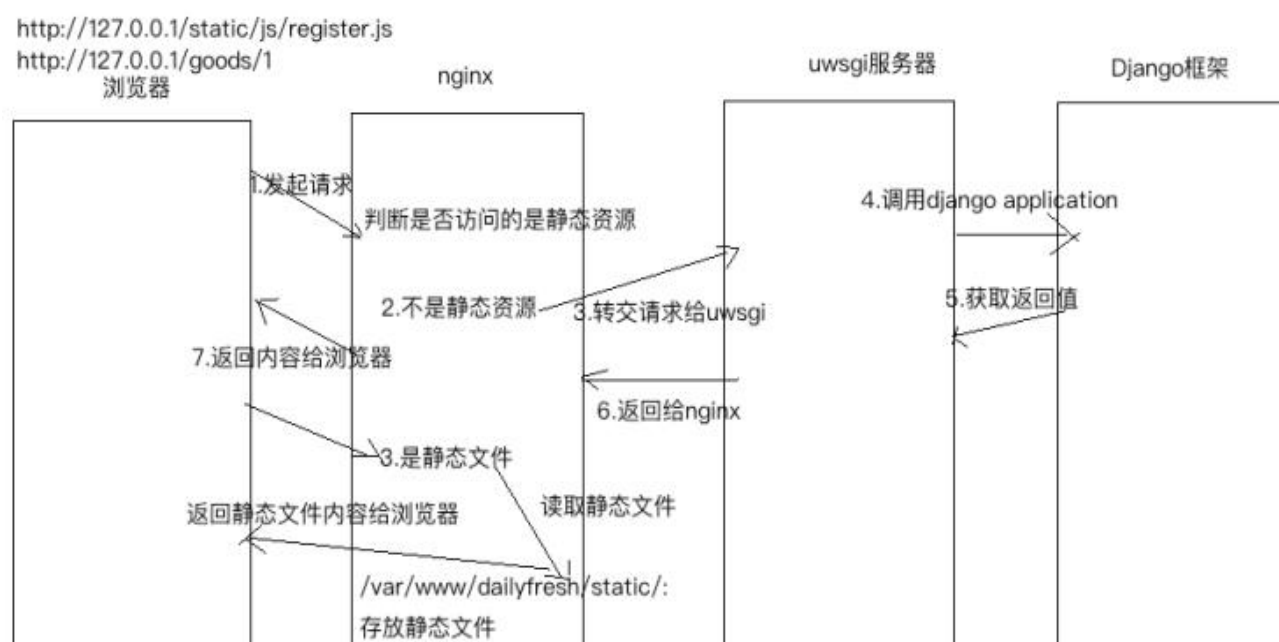 http://127.0.0.1/static/js/register.js
http://127.0.0.1/goods/1
浏览器
nginx
uwsgi服务器
Django框架
1.发起请求
判断是否访问的是静态资源
4.调用django application
2.不是静态资源
3.转交请求给uwsgi
5.获取返回值
7.返回内容给浏览器
6.返回给nginx
3.是静态文件
返回静态文件内容给浏览器
读取静态文件
/var/www/dailyfresh/static/:
存放静态文件